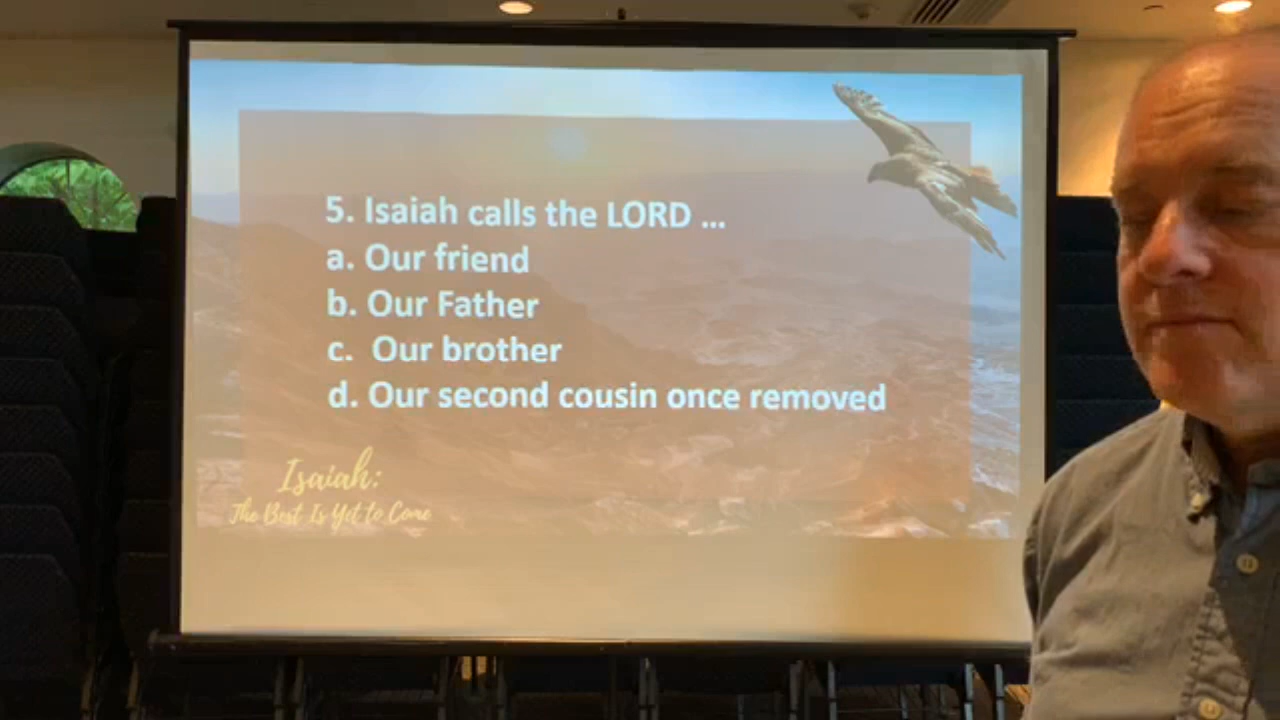 5. Isaiah calls the LORD ...
a. Our friend
b. Our Father
c. Our brother
d. Our second cousin once removed
Isaiah:
The Best Is Yet to Come